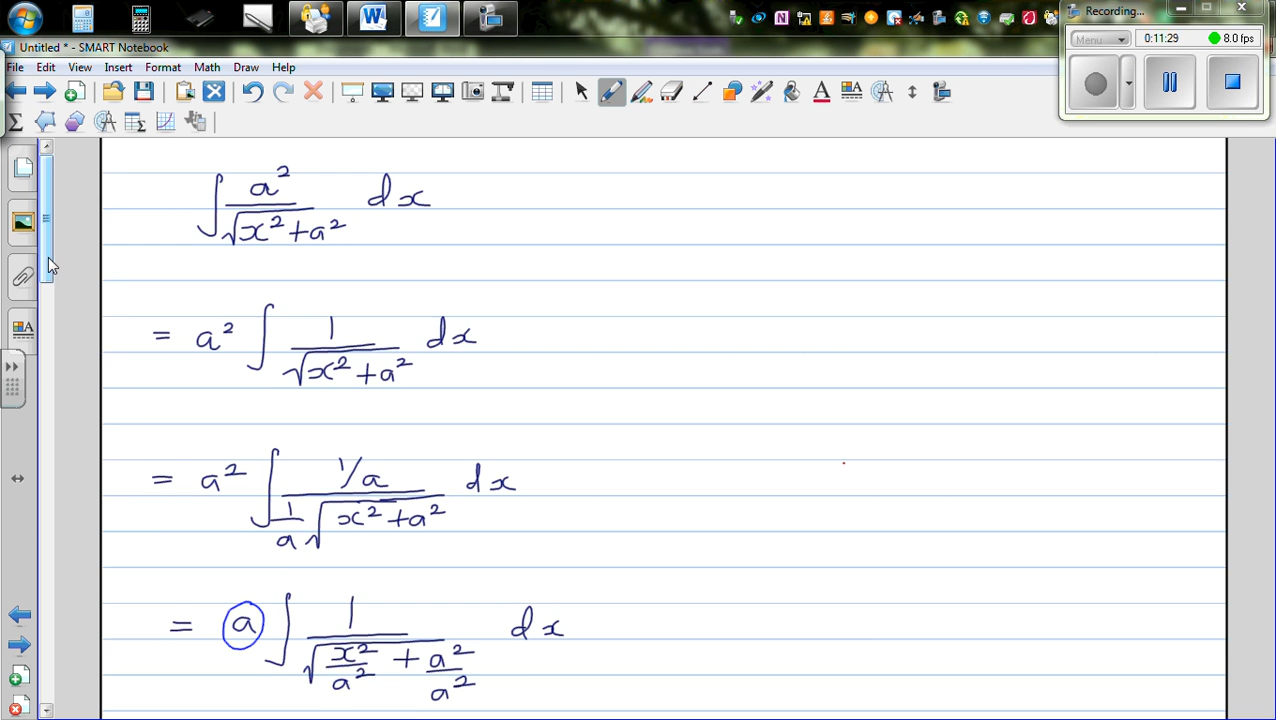 Recording...
Menu
0:11:29
8.0 fps
Untitled * - SMART Notebook
File Edit View Insert Format Math Draw Help
∫ a² / √(x²+a²) dx
= a² ∫ 1 / √(x²+a²) dx
= a² ∫ (1/a) / ((1/a) √(x²+a²)) dx
= a ∫ 1 / √(x²/a² + a²/a²) dx